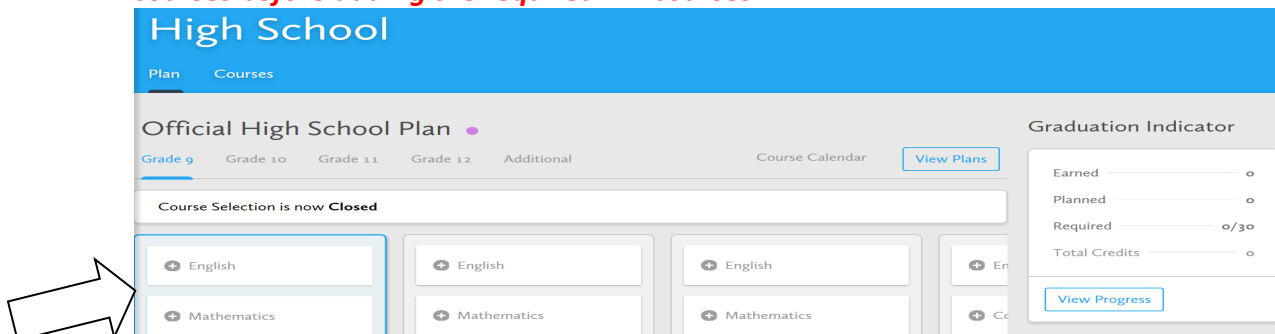 High School
Plan Courses
Official High School Plan
Grade 9 Grade 10 Grade 11 Grade 12 Additional
Course Calendar
View Plans
Course Selection is now Closed
English
English
English
En
Mathematics
Mathematics
Mathematics
Graduation Indicator
Earned 0
Planned 0
Required 0/30
Total Credits 0
View Progress